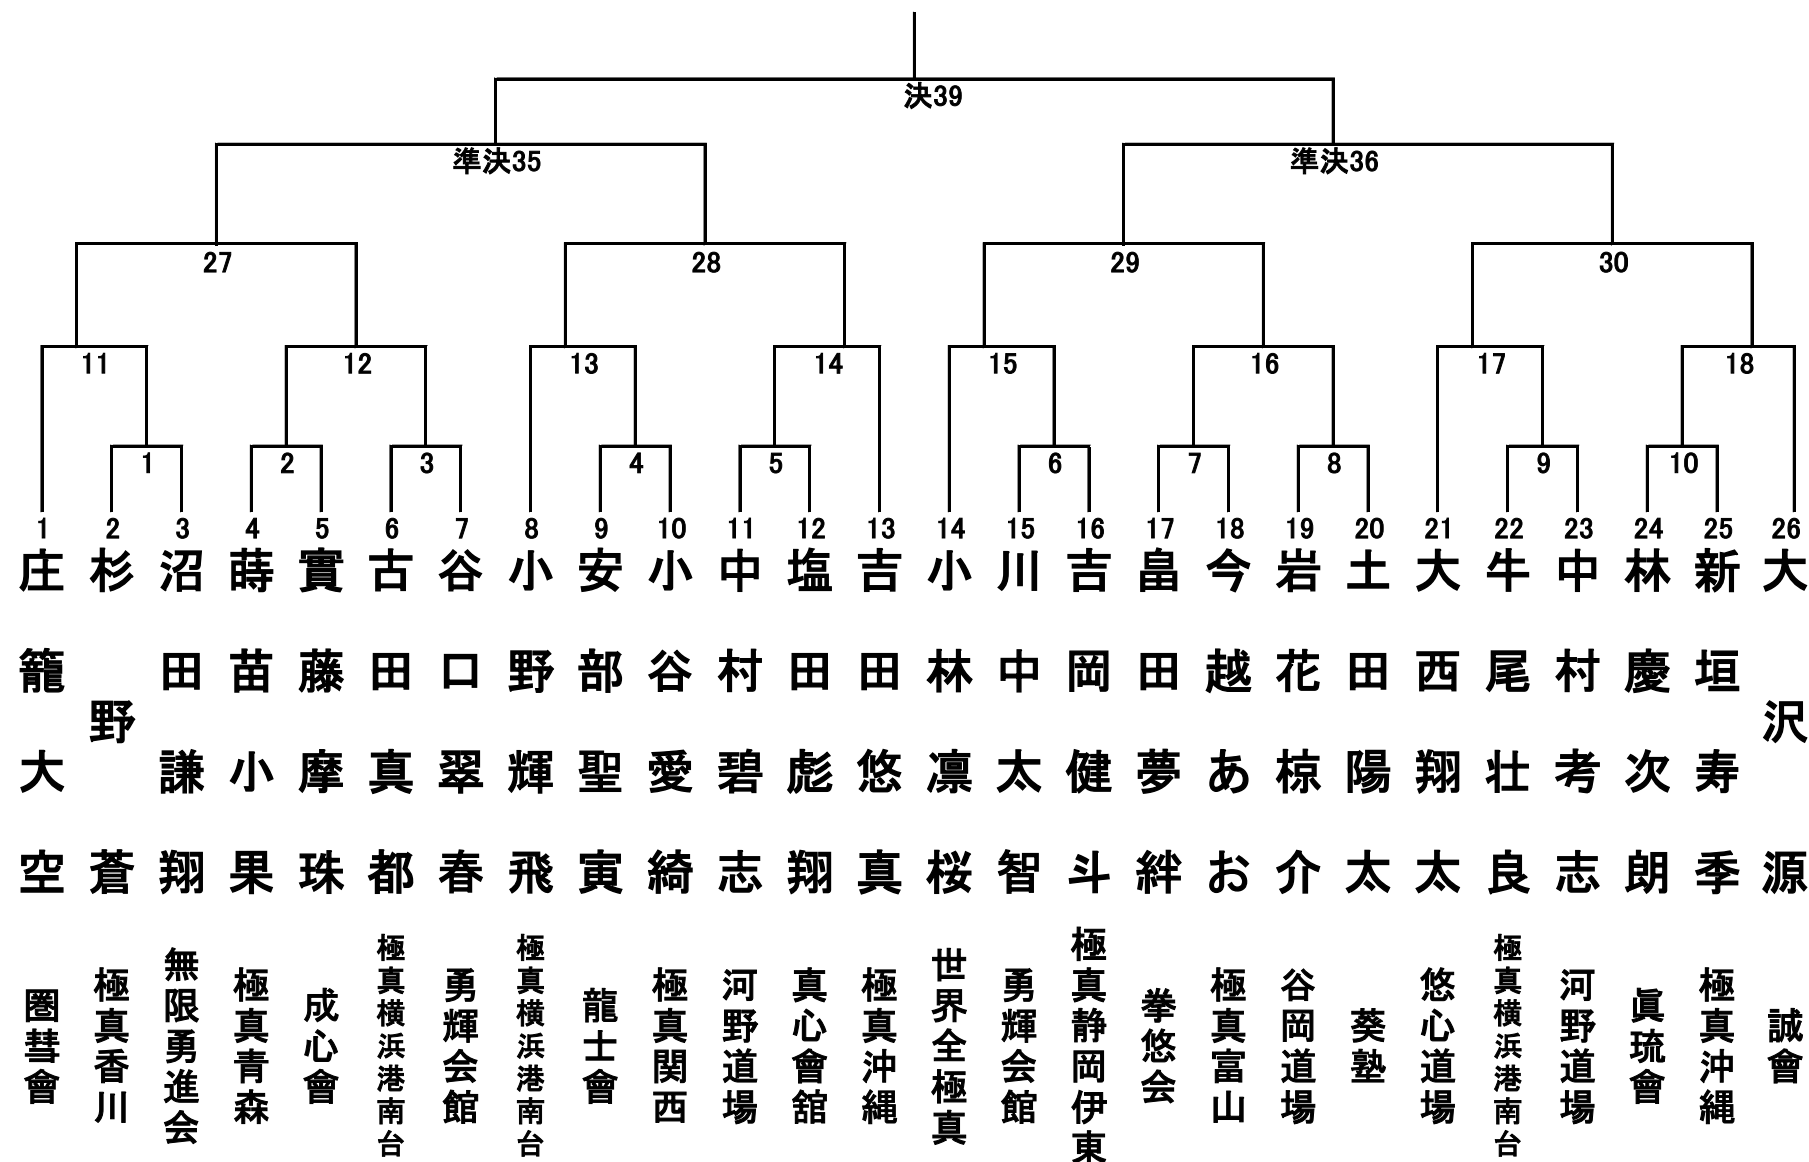 決39
準決35
準決36
27
28
29
30
11
12
13
14
15
16
17
18
1
2
3
4
5
6
7
8
9
10
1 庄籠大空 圏彗會
2 杉野蒼 極真香川
3 沼田謙翔 無限勇進会
4 蒔苗小果 極真青森
5 實藤摩珠 成心會
6 古田真都 極真横浜港南台
7 谷口翠春 勇輝会館
8 小野輝飛 極真横浜港南台
9 安部聖寅 龍士會
10 小谷愛綺 極真関西
11 中村碧志 河野道場
12 塩田彪翔 真心會舘
13 吉田悠真 極真沖縄
14 小林凛桜 世界全極真
15 川中太智 勇輝会館
16 吉岡健斗 極真静岡伊東
17 畠田夢絆 拳悠会
18 今越あお 極真富山
19 岩花椋介 谷岡道場
20 土田陽太 葵塾
21 大西翔太 悠心道場
22 牛尾壮良 極真横浜港南台
23 中村考志 河野道場
24 林慶次朗 眞琉會
25 新垣寿季 極真沖縄
26 大沢源 誠會